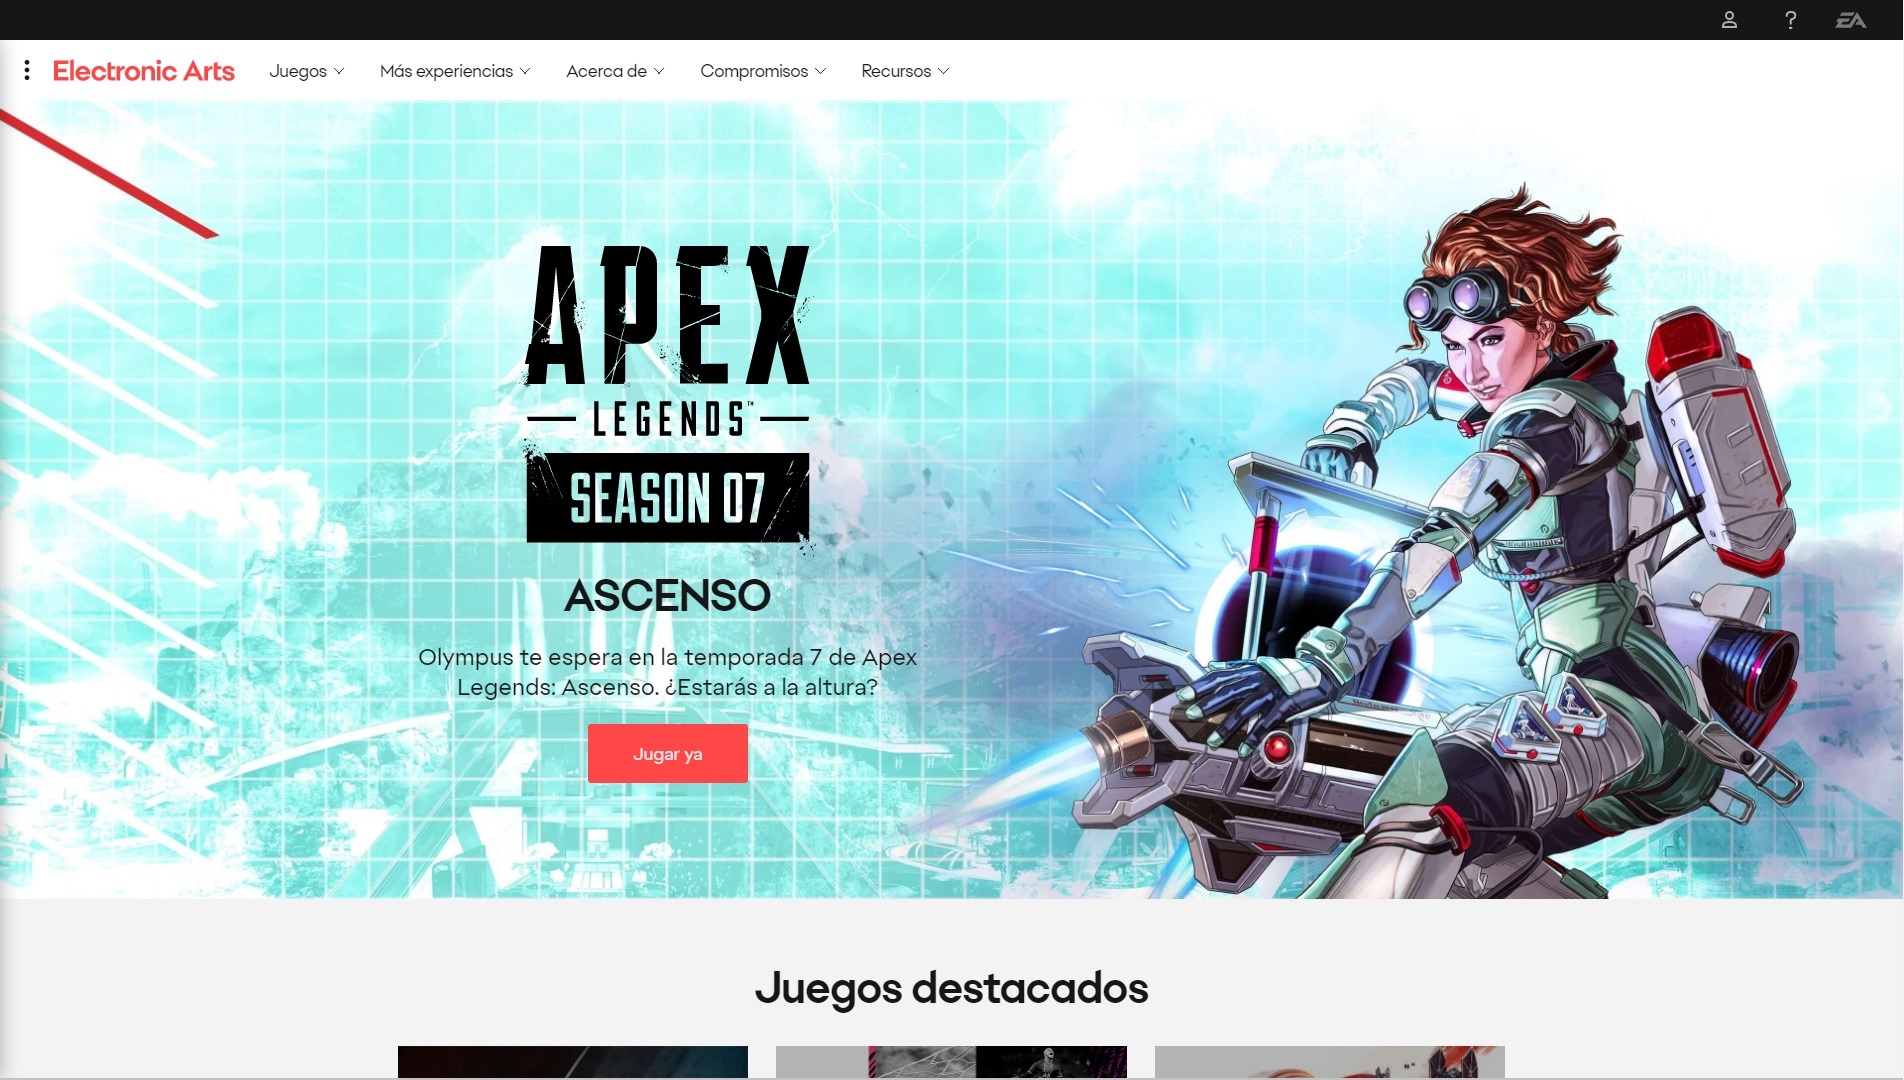 EA
Electronic Arts
Juegos
Más experiencias
Acerca de
Compromisos
Recursos
APEX
LEGENDS™
SEASON 07
ASCENSO
Olympus te espera en la temporada 7 de Apex
Legends: Ascenso. ¿Estarás a la altura?
Jugar ya
Juegos destacados